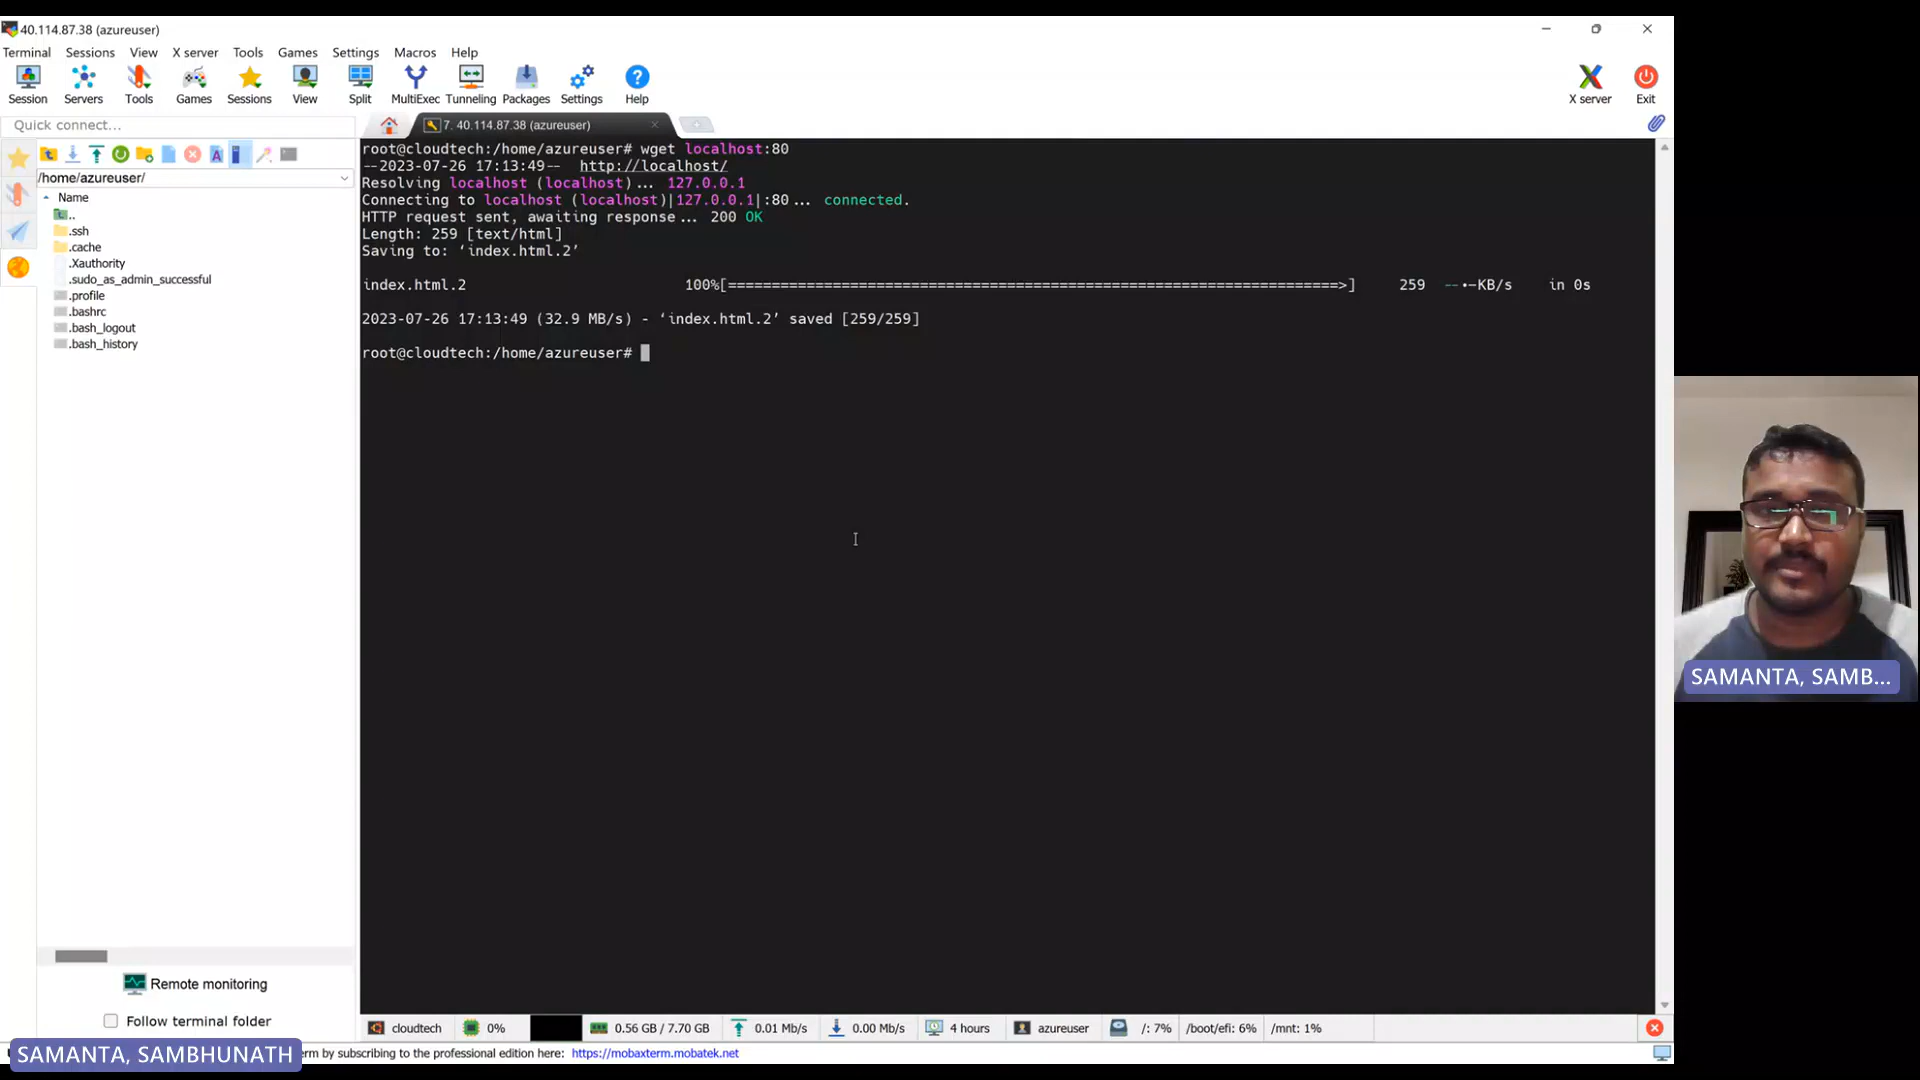 40.114.87.38 (azureuser)
Terminal Sessions View X server Tools Games Settings Macros Help
Session Servers Tools Games Sessions View Split MultiExec Tunneling Packages Settings Help X server Exit
Quick connect...
7. 40.114.87.38 (azureuser)
/home/azureuser/
Name
..
.ssh
.cache
.Xauthority
.sudo_as_admin_successful
.profile
.bashrc
.bash_logout
.bash_history
Remote monitoring
Follow terminal folder
root@cloudtech:/home/azureuser# wget localhost:80
--2023-07-26 17:13:49-- http://localhost/
Resolving localhost (localhost)... 127.0.0.1
Connecting to localhost (localhost)|127.0.0.1|:80... connected.
HTTP request sent, awaiting response... 200 OK
Length: 259 [text/html]
Saving to: ‘index.html.2’
index.html.2 100%[======================================================================>] 259 --.-KB/s in 0s
2023-07-26 17:13:49 (32.9 MB/s) - ‘index.html.2’ saved [259/259]
root@cloudtech:/home/azureuser#
cloudtech 0% 0.56 GB / 7.70 GB 0.01 Mb/s 0.00 Mb/s 4 hours azureuser /: 7% /boot/efi: 6% /mnt: 1%
SAMANTA, SAMBHUNATH
rm by subscribing to the professional edition here: https://mobaxterm.mobatek.net
SAMANTA, SAMB...